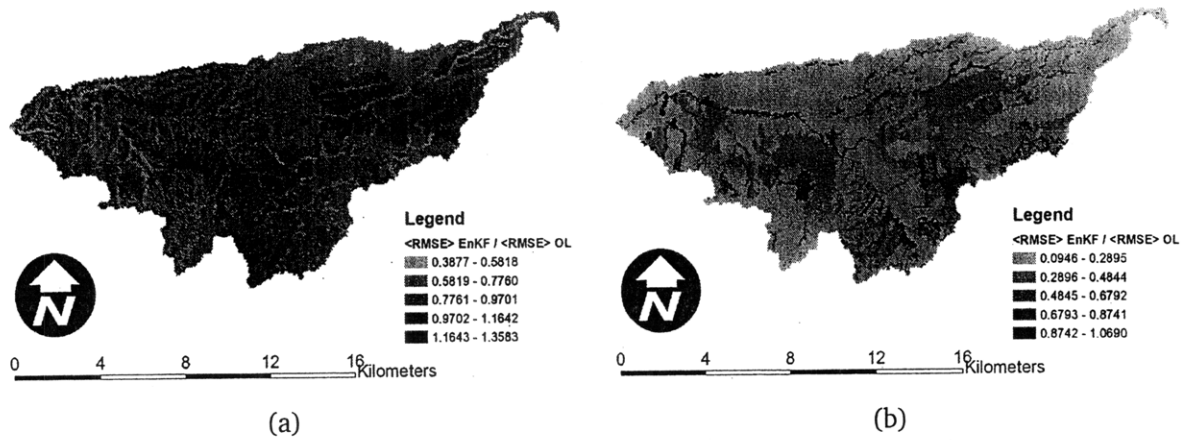 Legend
<RMSE> EnKF / <RMSE> OL
0.3877 - 0.5818
0.5819 - 0.7760
0.7761 - 0.9701
0.9702 - 1.1642
1.1643 - 1.3583
N
0 4 8 12 16
Kilometers
(a)
Legend
<RMSE> EnKF / <RMSE> OL
0.0946 - 0.2895
0.2896 - 0.4844
0.4845 - 0.6792
0.6793 - 0.8741
0.8742 - 1.0690
N
0 4 8 12 16
Kilometers
(b)